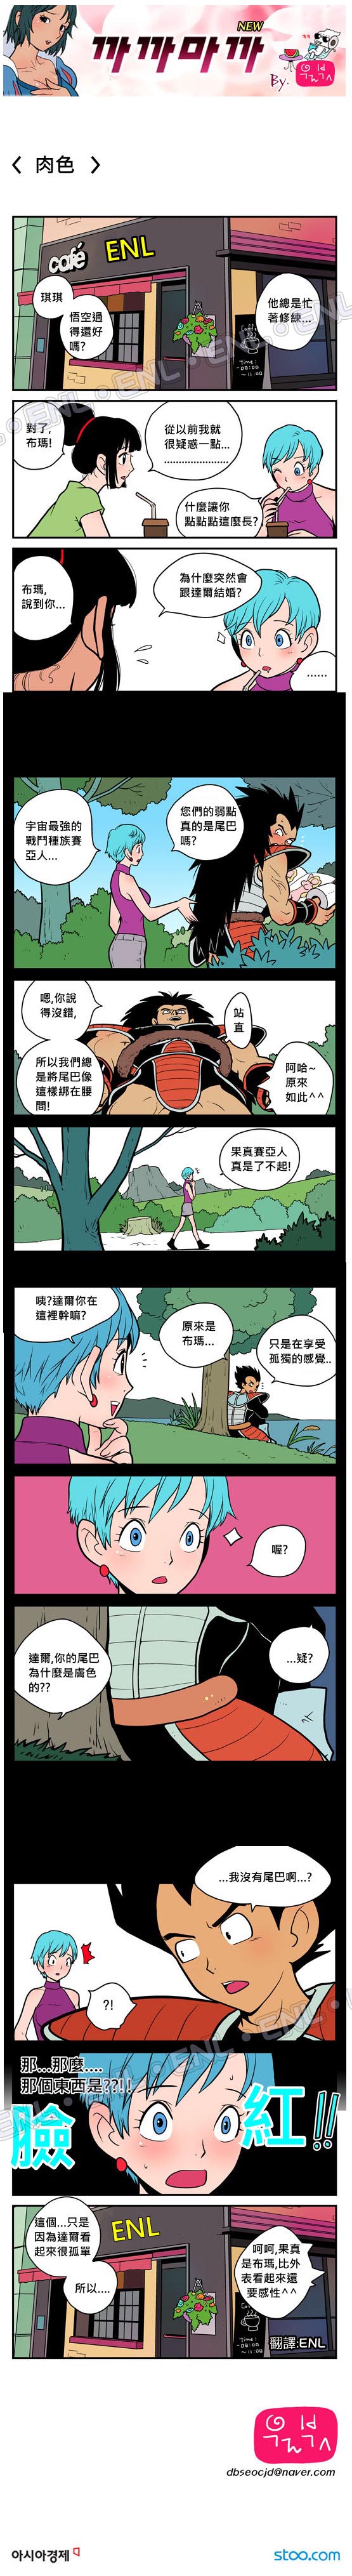 NEW
까까마까
By.
〈 肉色 〉
café
ENL
琪琪
悟空過
得還好
嗎?
他總是忙
著修練...
對了,
布瑪!
從以前我就
很疑惑一點...
......................
什麼讓你
點點點這麼長?
布瑪,
說到你...
為什麼突然會
跟達爾結婚?
......
宇宙最強的
戰鬥種族賽
亞人...
您們的弱點
真的是尾巴
嗎?
嗯,你說
得沒錯,
所以我們總
是將尾巴像
這樣綁在腰
間!
站
直
阿哈~
原來
如此^^
果真賽亞人
真是了不起!
咦?達爾你在
這裡幹嘛?
原來是
布瑪...
只是在享受
孤獨的感覺..
喔?
達爾,你的尾巴
為什麼是膚色
的??
...疑?
...我沒有尾巴啊...?
?!
那...那麼....
那個東西是??!!
臉
紅!!
這個...只是
因為達爾看
起來很孤單
所以....
ENL
呵呵,果真
是布瑪,比外
表看起來還
要感性^^
翻譯:ENL
dbseocjd@naver.com
아시아경제
stoo.com